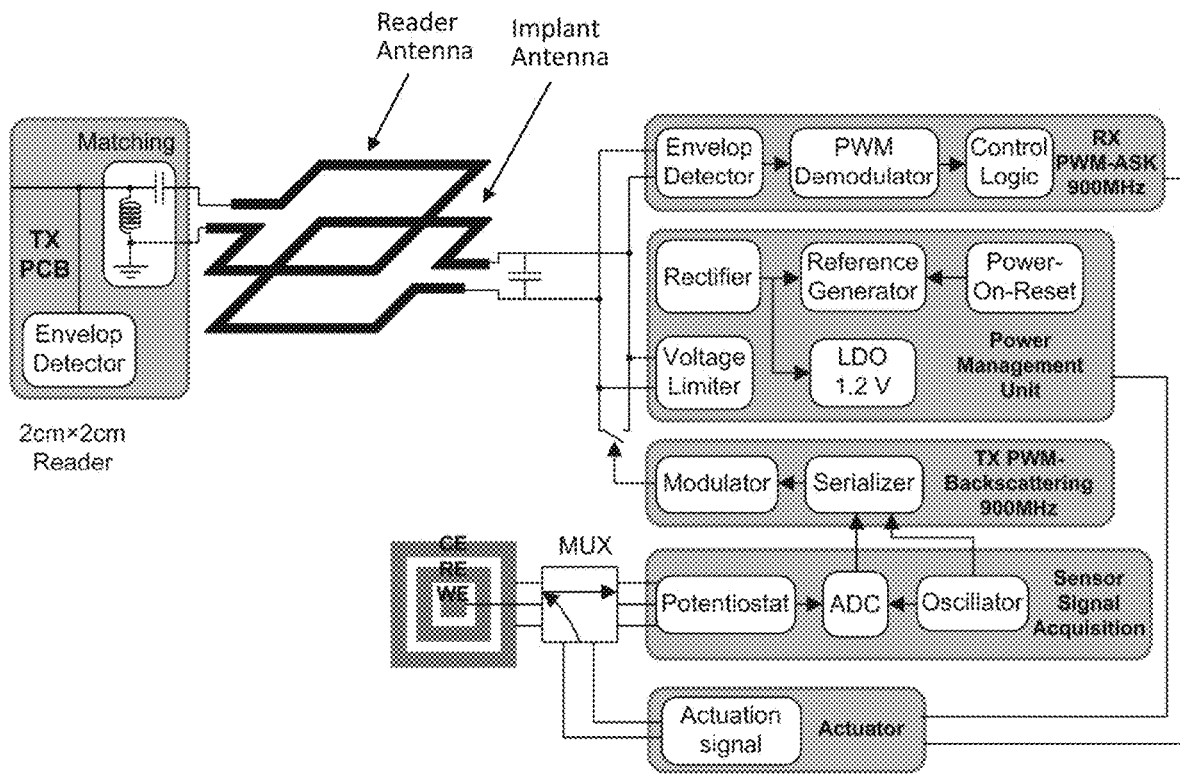 Reader
Antenna
Implant
Antenna
Matching
TX
PCB
Envelop
Detector
2cm×2cm
Reader
Envelop
Detector
PWM
Demodulator
Control
Logic
RX
PWM-ASK
900MHz
Rectifier
Reference
Generator
Power-
On-Reset
Voltage
Limiter
LDO
1.2 V
Power
Management
Unit
Modulator
Serializer
TX PWM-
Backscattering
900MHz
CE
RE
WE
MUX
Potentiostat
ADC
Oscillator
Sensor
Signal
Acquisition
Actuation
signal
Actuator